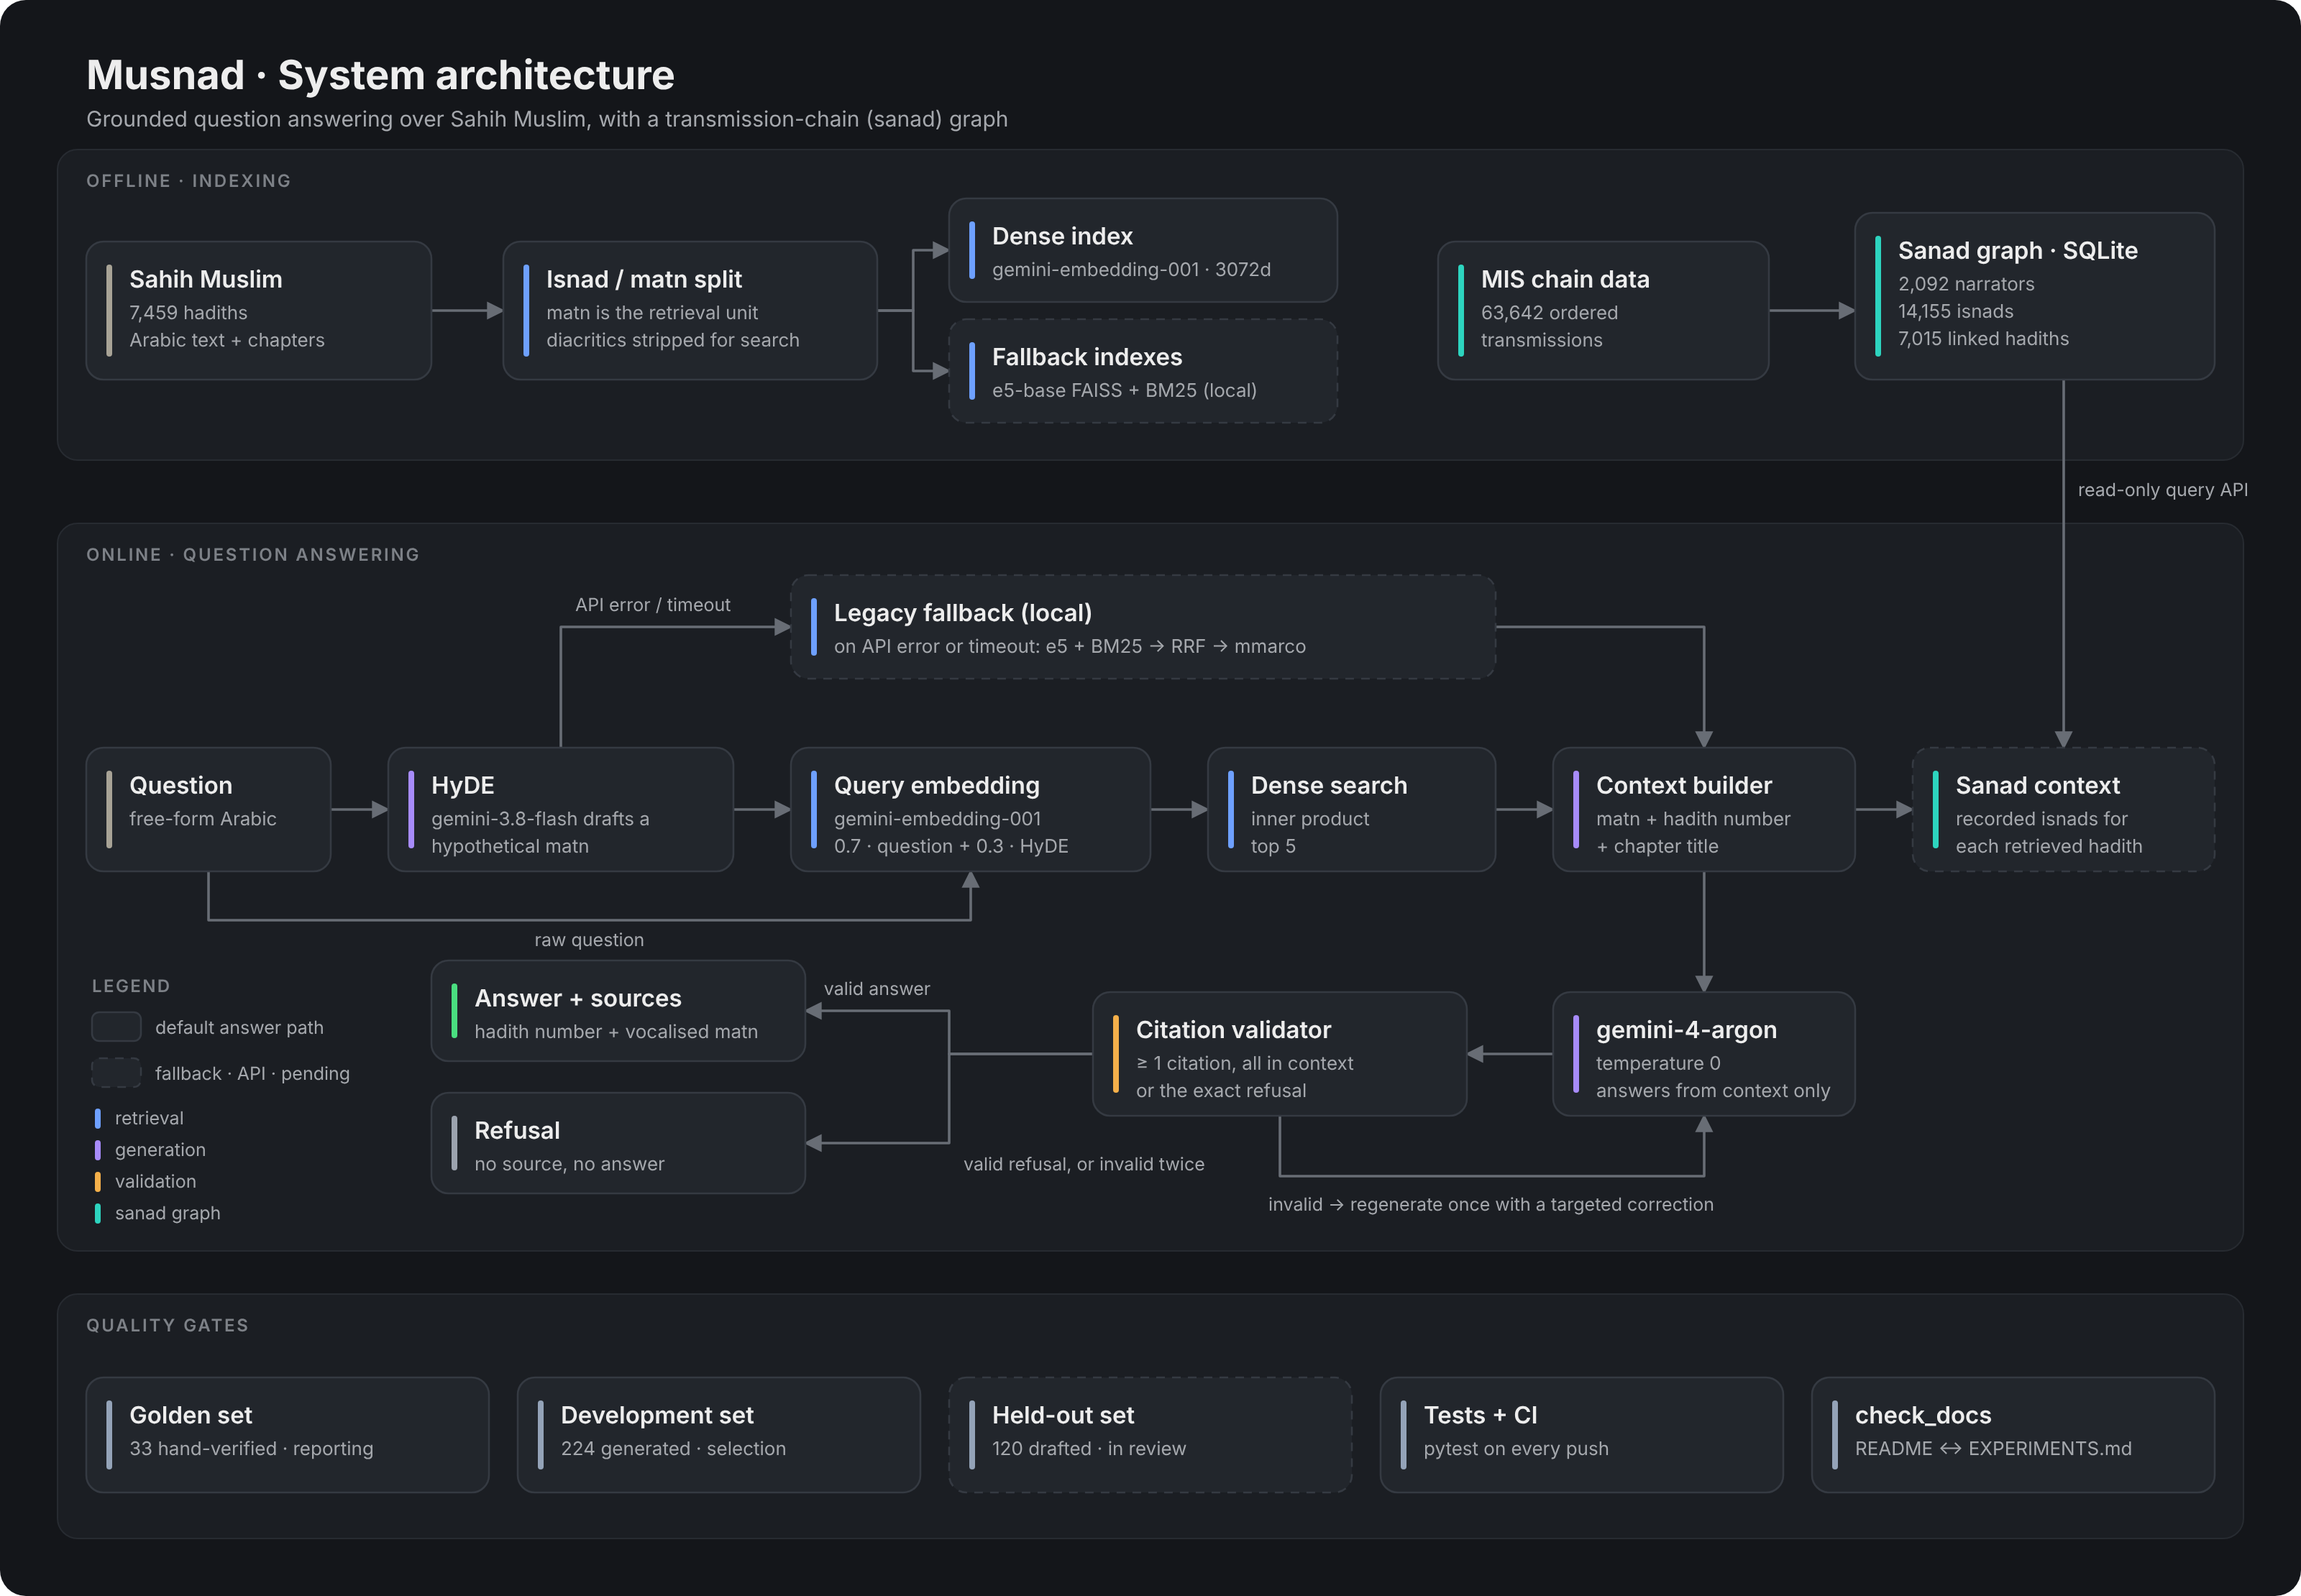 Musnad · System architecture
Grounded question answering over Sahih Muslim, with a transmission-chain (sanad) graph
OFFLINE · INDEXING
Sahih Muslim
7,459 hadiths
Arabic text + chapters
Isnad / matn split
matn is the retrieval unit
diacritics stripped for search
Dense index
gemini-embedding-001 · 3072d
Fallback indexes
e5-base FAISS + BM25 (local)
MIS chain data
63,642 ordered
transmissions
Sanad graph · SQLite
2,092 narrators
14,155 isnads
7,015 linked hadiths
read-only query API
ONLINE · QUESTION ANSWERING
API error / timeout
Legacy fallback (local)
on API error or timeout: e5 + BM25 → RRF → mmarco
Question
free-form Arabic
HyDE
gemini-3.8-flash drafts a
hypothetical matn
Query embedding
gemini-embedding-001
0.7 · question + 0.3 · HyDE
Dense search
inner product
top 5
Context builder
matn + hadith number
+ chapter title
Sanad context
recorded isnads for
each retrieved hadith
raw question
LEGEND
default answer path
fallback · API · pending
retrieval
generation
validation
sanad graph
Answer + sources
hadith number + vocalised matn
valid answer
Refusal
no source, no answer
valid refusal, or invalid twice
Citation validator
≥ 1 citation, all in context
or the exact refusal
gemini-4-argon
temperature 0
answers from context only
invalid → regenerate once with a targeted correction
QUALITY GATES
Golden set
33 hand-verified · reporting
Development set
224 generated · selection
Held-out set
120 drafted · in review
Tests + CI
pytest on every push
check_docs
README ↔ EXPERIMENTS.md